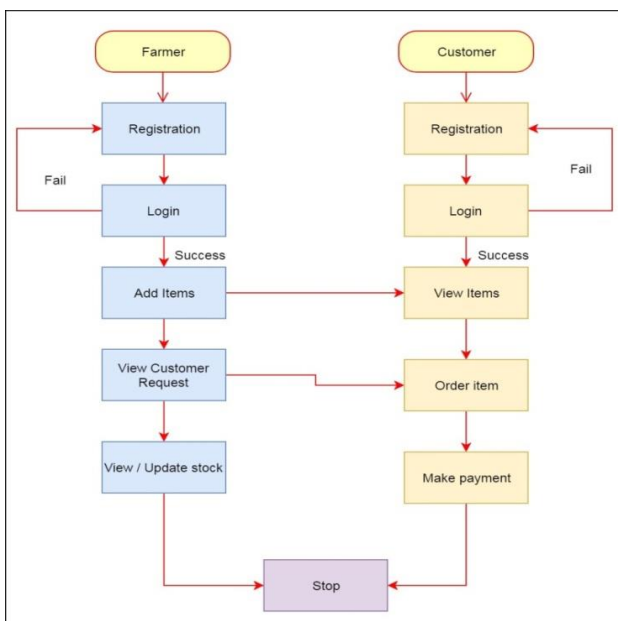 Farmer
Customer
Registration
Registration
Fail
Fail
Login
Login
Success
Success
Add Items
View Items
View Customer
Request
Order item
View / Update stock
Make payment
Stop